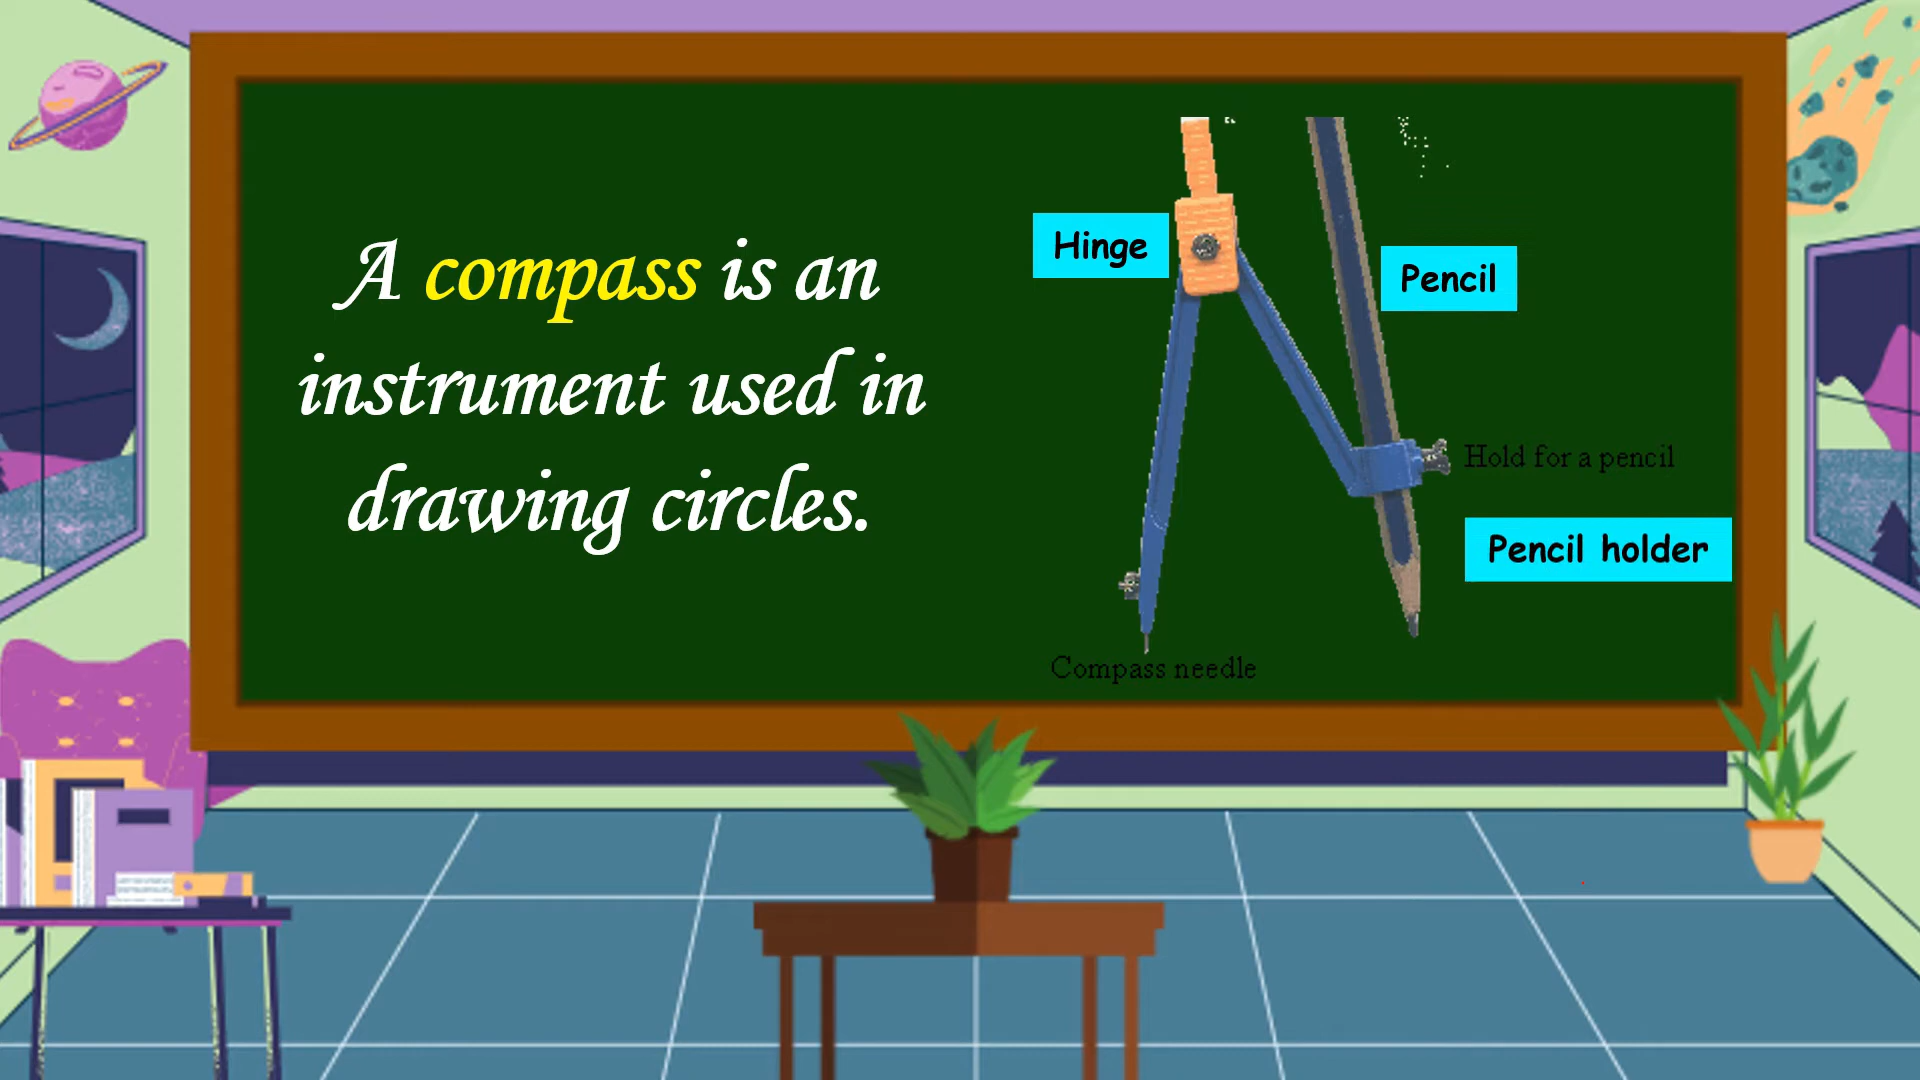 A compass is an
instrument used in
drawing circles.
Hinge
Pencil
Hold for a pencil
Pencil holder
Compass needle